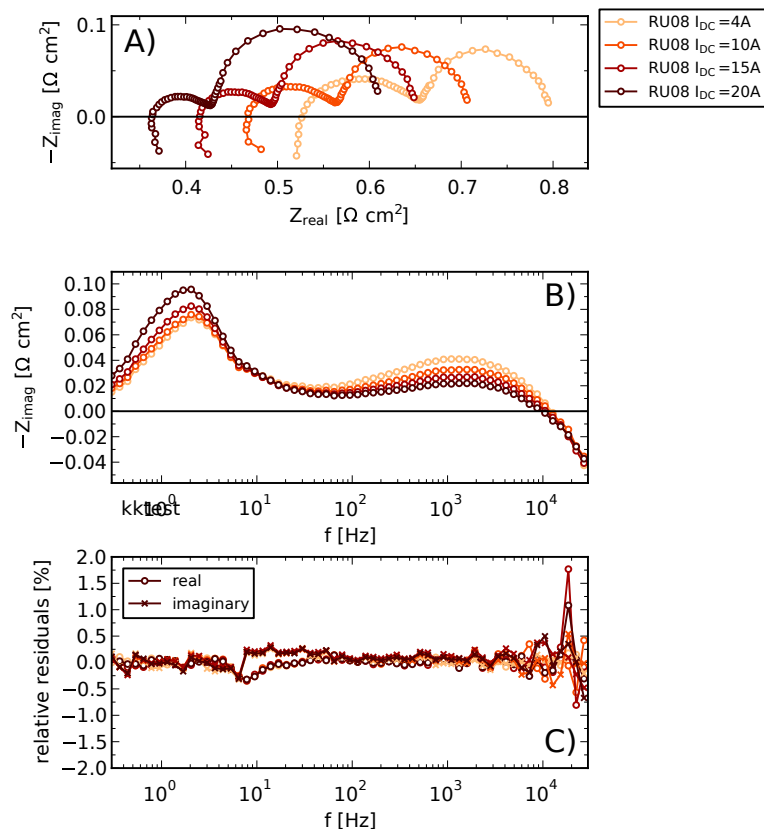 A)
0.1
0.0
−Z_imag [Ω cm²]
0.4 0.5 0.6 0.7 0.8
Z_real [Ω cm²]
RU08 I_DC=4A
RU08 I_DC=10A
RU08 I_DC=15A
RU08 I_DC=20A
B)
0.10
0.08
0.06
0.04
0.02
0.00
−0.02
−0.04
−Z_imag [Ω cm²]
kktest
10⁰ 10¹ 10² 10³ 10⁴
f [Hz]
2.0
1.5
1.0
0.5
0.0
−0.5
−1.0
−1.5
−2.0
relative residuals [%]
real
imaginary
C)
10⁰ 10¹ 10² 10³ 10⁴
f [Hz]